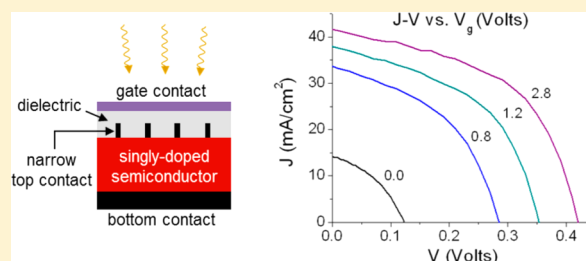 gate contact
dielectric
narrow
top contact
singly-doped
semiconductor
bottom contact
J-V vs. V_g (Volts)
J (mA/cm²)
40
30
20
10
0
2.8
1.2
0.8
0.0
0.0 0.1 0.2 0.3 0.4
V (Volts)